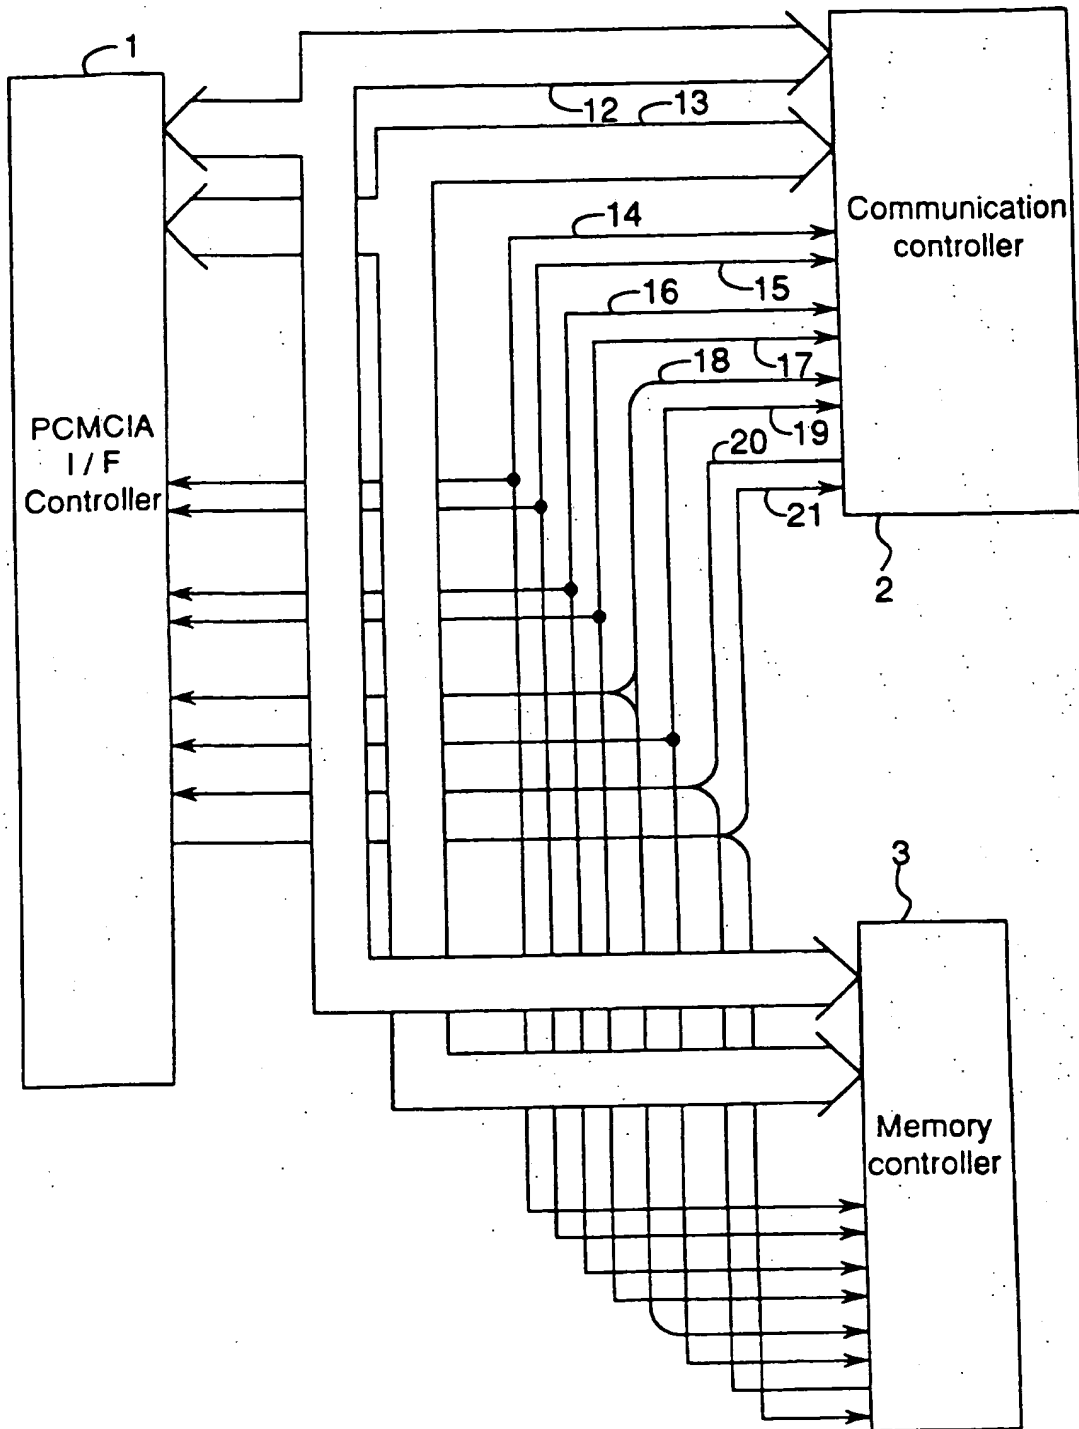 1
12
13
Communication
controller
14
15
16
17
18
19
20
21
2
PCMCIA
I / F
Controller
3
Memory
controller